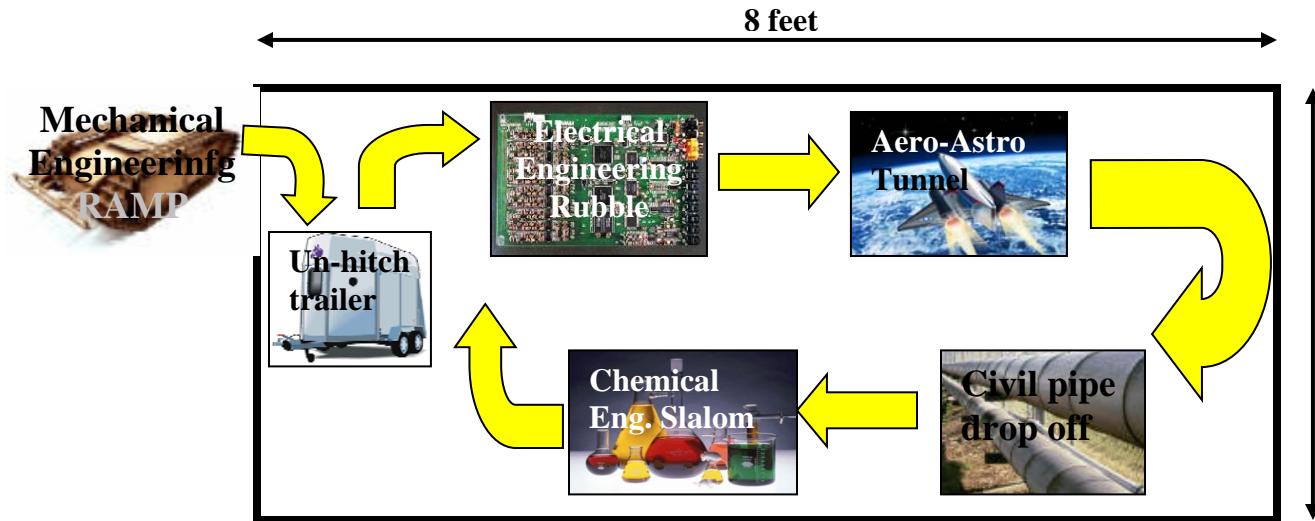 8 feet
Mechanical
Engineerinfg
RAMP
Electrical
Engineering
Rubble
Aero-Astro
Tunnel
Un-hitch
trailer
Chemical
Eng. Slalom
Civil pipe
drop off